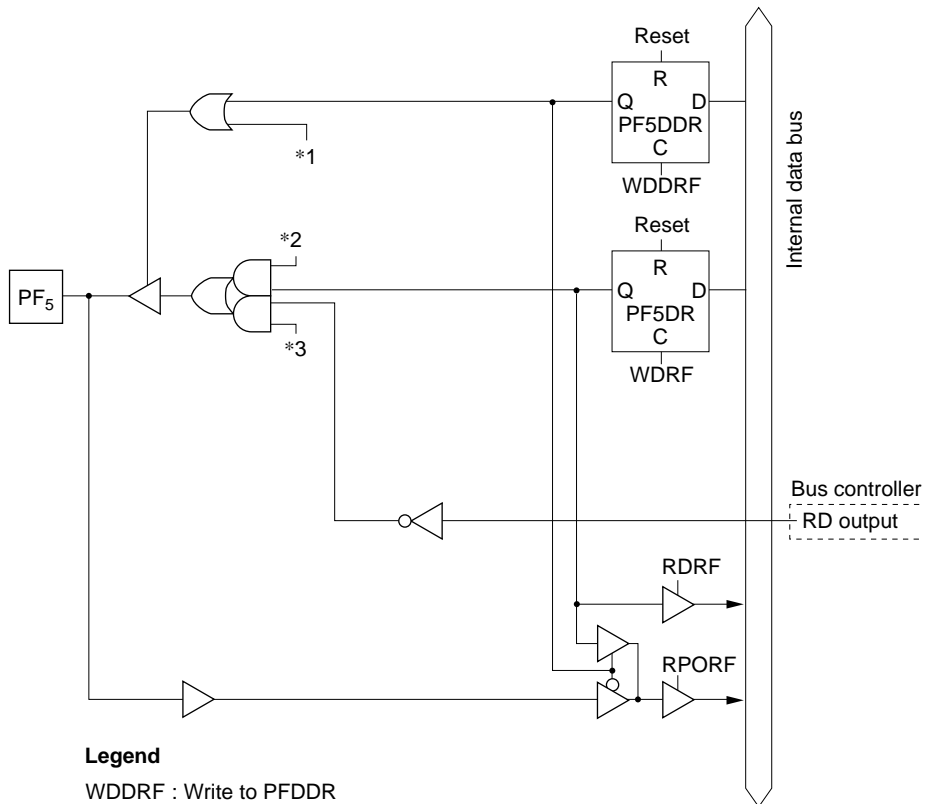 Reset
R
Q D
PF5DDR
C
*1
WDDRF
Internal data bus
Reset
*2
R
Q D
PF5
PF5DR
C
*3
WDRF
Bus controller
RD output
RDRF
RPORF
Legend
WDDRF : Write to PFDDR